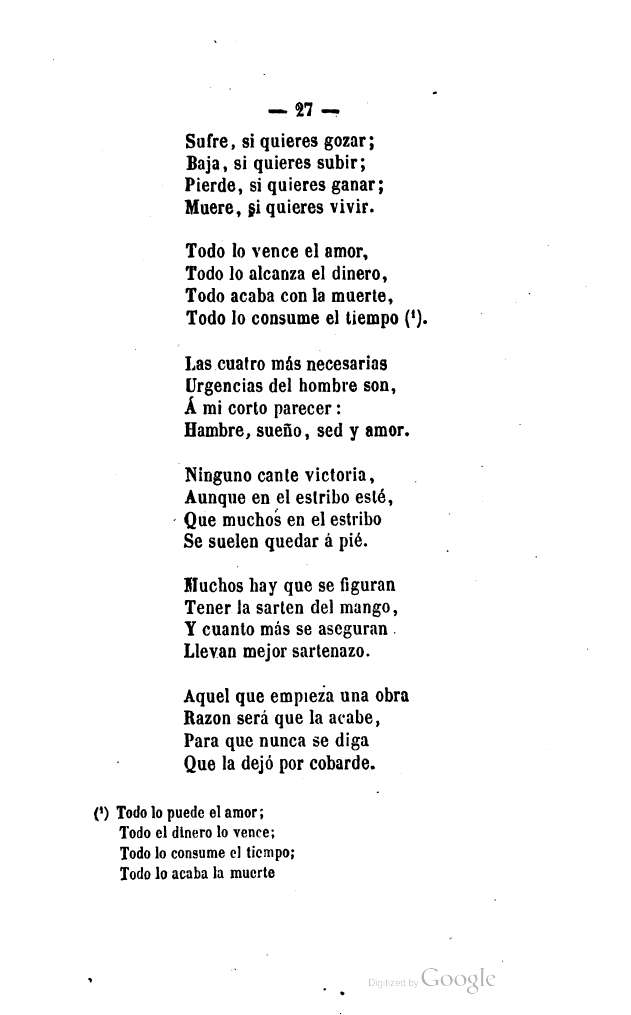 — 27 —
Sufre, si quieres gozar;
Baja, si quieres subir;
Pierde, si quieres ganar;
Muere, si quieres vivir.
Todo lo vence el amor,
Todo lo alcanza el dinero,
Todo acaba con la muerte,
Todo lo consume el tiempo (¹).
Las cuatro más necesarias
Urgencias del hombre son,
Á mi corto parecer:
Hambre, sueño, sed y amor.
Ninguno cante victoria,
Aunque en el estribo esté,
Que muchos en el estribo
Se suelen quedar á pié.
Muchos hay que se figuran
Tener la sarten del mango,
Y cuanto más se aseguran
Llevan mejor sartenazo.
Aquel que empieza una obra
Razon será que la acabe,
Para que nunca se diga
Que la dejó por cobarde.
(¹) Todo lo puede el amor;
Todo el dinero lo vence;
Todo lo consume el tiempo;
Todo lo acaba la muerte
Digitized by Google